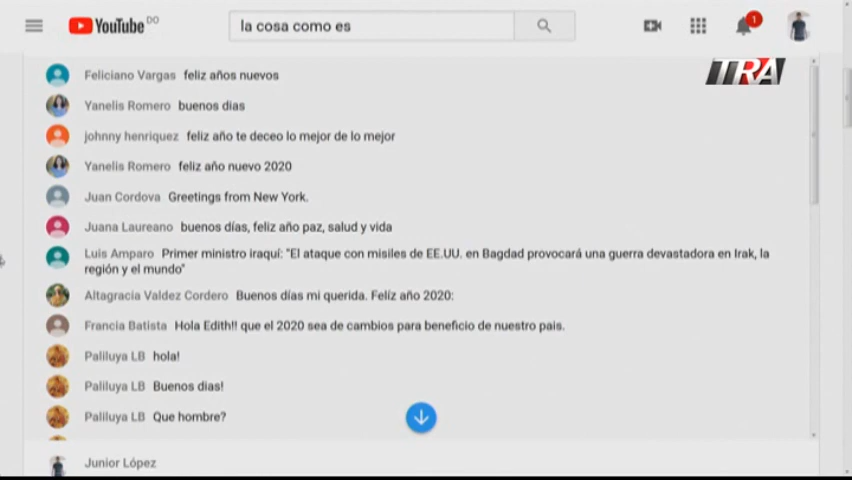 YouTube DO
la cosa como es
1
TRA
Feliciano Vargas feliz años nuevos
Yanelis Romero buenos dias
johnny henriquez feliz año te deceo lo mejor de lo mejor
Yanelis Romero feliz año nuevo 2020
Juan Cordova Greetings from New York.
Juana Laureano buenos días, feliz año paz, salud y vida
Luis Amparo Primer ministro iraquí: "El ataque con misiles de EE.UU. en Bagdad provocará una guerra devastadora en Irak, la
región y el mundo"
Altagracia Valdez Cordero Buenos días mi querida. Feliz año 2020:
Francia Batista Hola Edith!! que el 2020 sea de cambios para beneficio de nuestro pais.
Paliluya LB hola!
Paliluya LB Buenos dias!
Paliluya LB Que hombre?
Junior López